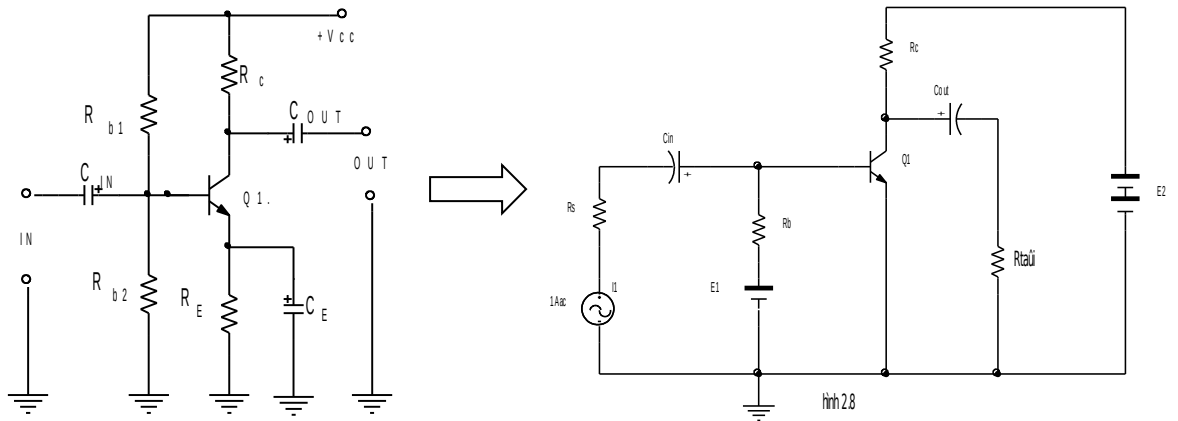 +Vcc
R c
R b1
C OUT
OUT
C IN
Q1.
IN
R b2
R E
C E
Rc
Cout
Cin
Q1
E2
Rs
Rb
Rtaûi
E1
I1
1Aac
hình 2.8